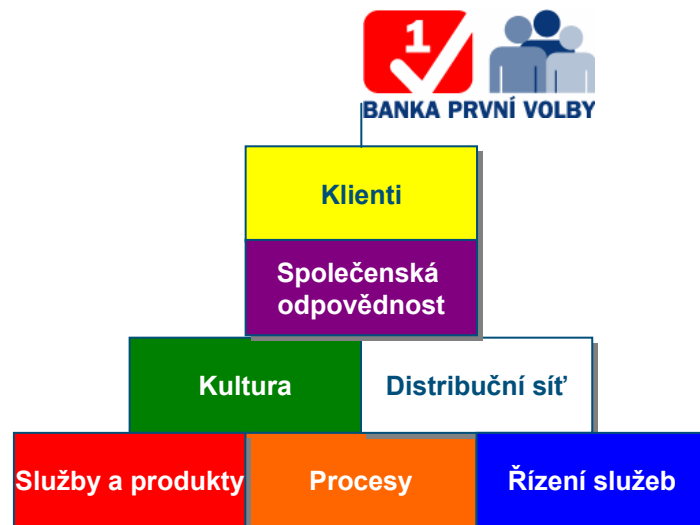 1
BANKA PRVNÍ VOLBY
Klienti
Společenská
odpovědnost
Kultura
Distribuční síť
Služby a produkty
Procesy
Řízení služeb